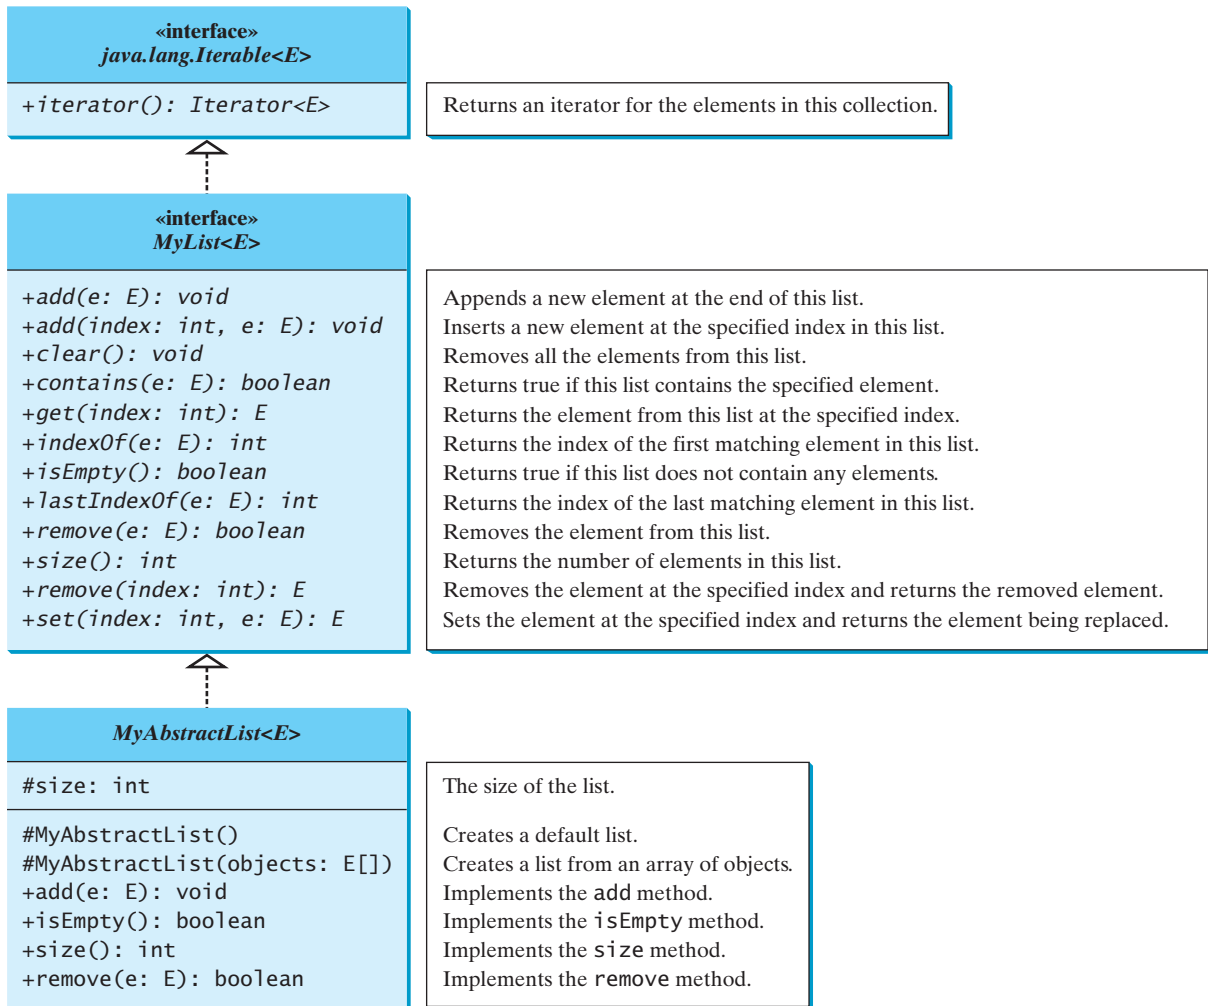 «interface»
java.lang.Iterable<E>
+iterator(): Iterator<E>
Returns an iterator for the elements in this collection.
«interface»
MyList<E>
+add(e: E): void
Appends a new element at the end of this list.
+add(index: int, e: E): void
Inserts a new element at the specified index in this list.
+clear(): void
Removes all the elements from this list.
+contains(e: E): boolean
Returns true if this list contains the specified element.
+get(index: int): E
Returns the element from this list at the specified index.
+indexOf(e: E): int
Returns the index of the first matching element in this list.
+isEmpty(): boolean
Returns true if this list does not contain any elements.
+lastIndexOf(e: E): int
Returns the index of the last matching element in this list.
+remove(e: E): boolean
Removes the element from this list.
+size(): int
Returns the number of elements in this list.
+remove(index: int): E
Removes the element at the specified index and returns the removed element.
+set(index: int, e: E): E
Sets the element at the specified index and returns the element being replaced.
MyAbstractList<E>
#size: int
The size of the list.
#MyAbstractList()
Creates a default list.
#MyAbstractList(objects: E[])
Creates a list from an array of objects.
+add(e: E): void
Implements the add method.
+isEmpty(): boolean
Implements the isEmpty method.
+size(): int
Implements the size method.
+remove(e: E): boolean
Implements the remove method.